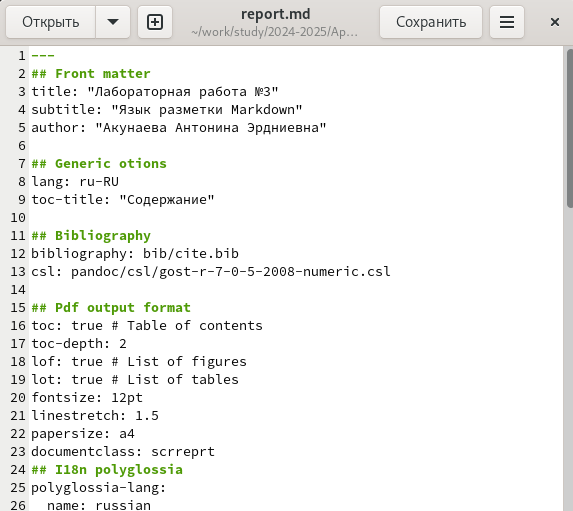 Открыть
report.md
~/work/study/2024-2025/Ap...
Сохранить
1 ---
2 ## Front matter
3 title: "Лабораторная работа №3"
4 subtitle: "Язык разметки Markdown"
5 author: "Акунаева Антонина Эрдниевна"
6
7 ## Generic otions
8 lang: ru-RU
9 toc-title: "Содержание"
10
11 ## Bibliography
12 bibliography: bib/cite.bib
13 csl: pandoc/csl/gost-r-7-0-5-2008-numeric.csl
14
15 ## Pdf output format
16 toc: true # Table of contents
17 toc-depth: 2
18 lof: true # List of figures
19 lot: true # List of tables
20 fontsize: 12pt
21 linestretch: 1.5
22 papersize: a4
23 documentclass: scrreprt
24 ## I18n polyglossia
25 polyglossia-lang:
26   name: russian